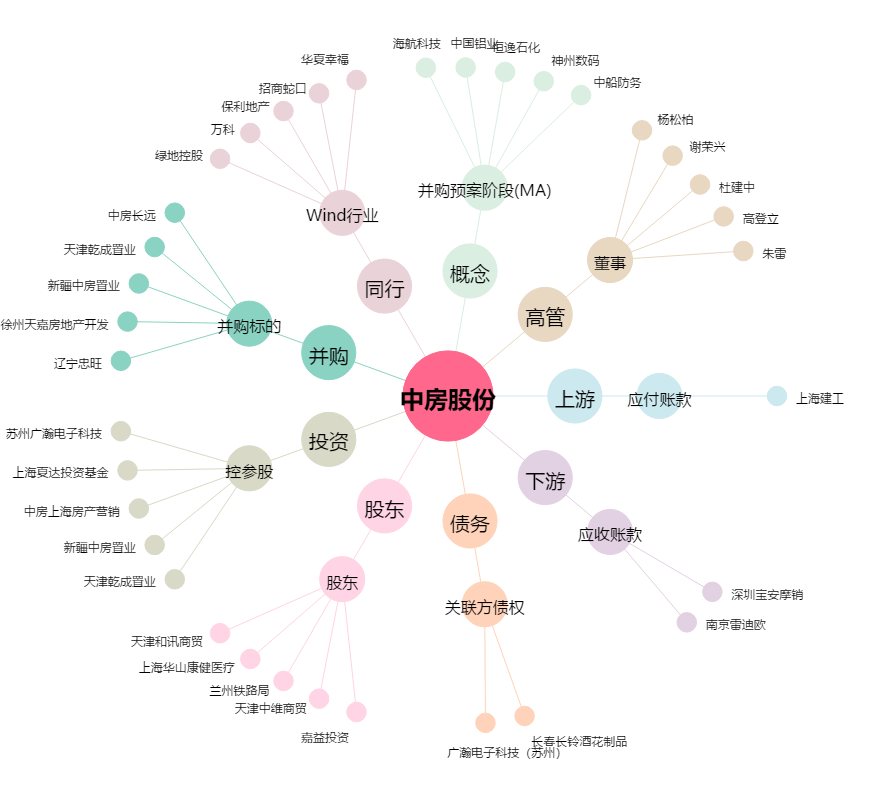 海航科技
中国铝业
恒逸石化
神州数码
中船防务
并购预案阶段(MA)
概念
华夏幸福
招商蛇口
保利地产
万科
绿地控股
Wind行业
同行
杨松柏
谢荣兴
杜建中
高登立
朱雷
董事
高管
中房长远
天津乾成置业
新疆中房置业
徐州天嘉房地产开发
辽宁忠旺
并购标的
并购
中房股份
上游
应付账款
上海建工
投资
控参股
苏州广瀚电子科技
上海夏达投资基金
中房上海房产营销
新疆中房置业
天津乾成置业
下游
应收账款
深圳宝安摩销
南京雷迪欧
股东
股东
天津和讯商贸
上海华山康健医疗
兰州铁路局
天津中维商贸
嘉益投资
债务
关联方债权
长春长铃酒花制品
广瀚电子科技（苏州）